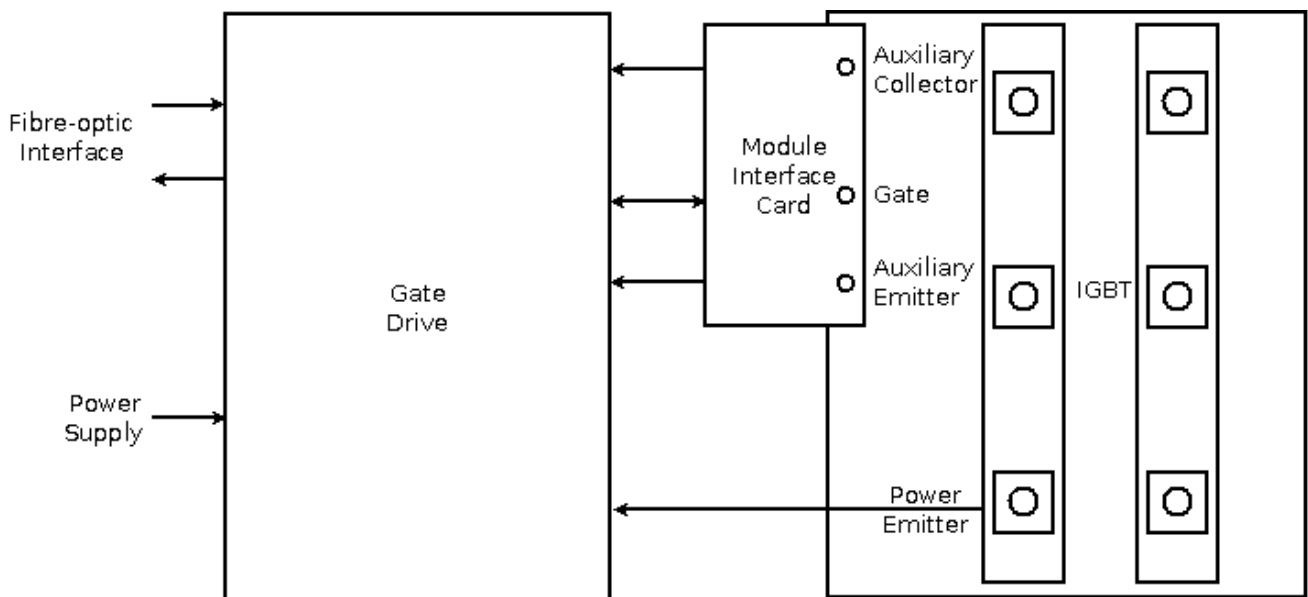 Fibre-optic
Interface
Power
Supply
Gate
Drive
Module
Interface
Card
Auxiliary
Collector
Gate
Auxiliary
Emitter
Power
Emitter
IGBT